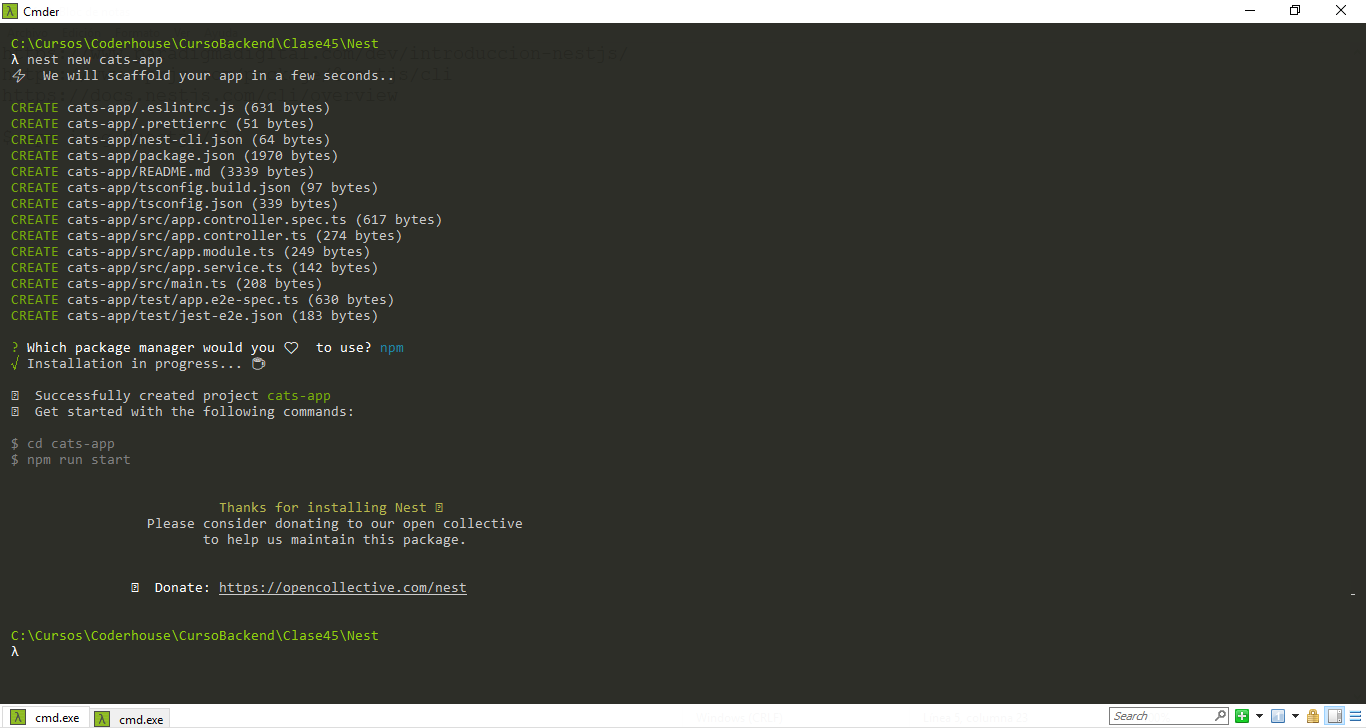 Cmder
C:\Cursos\Coderhouse\CursoBackend\Clase45\Nest
λ nest new cats-app
⚡  We will scaffold your app in a few seconds..
CREATE cats-app/.eslintrc.js (631 bytes)
CREATE cats-app/.prettierrc (51 bytes)
CREATE cats-app/nest-cli.json (64 bytes)
CREATE cats-app/package.json (1970 bytes)
CREATE cats-app/README.md (3339 bytes)
CREATE cats-app/tsconfig.build.json (97 bytes)
CREATE cats-app/tsconfig.json (339 bytes)
CREATE cats-app/src/app.controller.spec.ts (617 bytes)
CREATE cats-app/src/app.controller.ts (274 bytes)
CREATE cats-app/src/app.module.ts (249 bytes)
CREATE cats-app/src/app.service.ts (142 bytes)
CREATE cats-app/src/main.ts (208 bytes)
CREATE cats-app/test/app.e2e-spec.ts (630 bytes)
CREATE cats-app/test/jest-e2e.json (183 bytes)
? Which package manager would you ♡  to use? npm
√ Installation in progress... ☕
Successfully created project cats-app
Get started with the following commands:
$ cd cats-app
$ npm run start
Thanks for installing Nest
Please consider donating to our open collective
to help us maintain this package.
Donate: https://opencollective.com/nest
C:\Cursos\Coderhouse\CursoBackend\Clase45\Nest
λ
cmd.exe
cmd.exe
Search